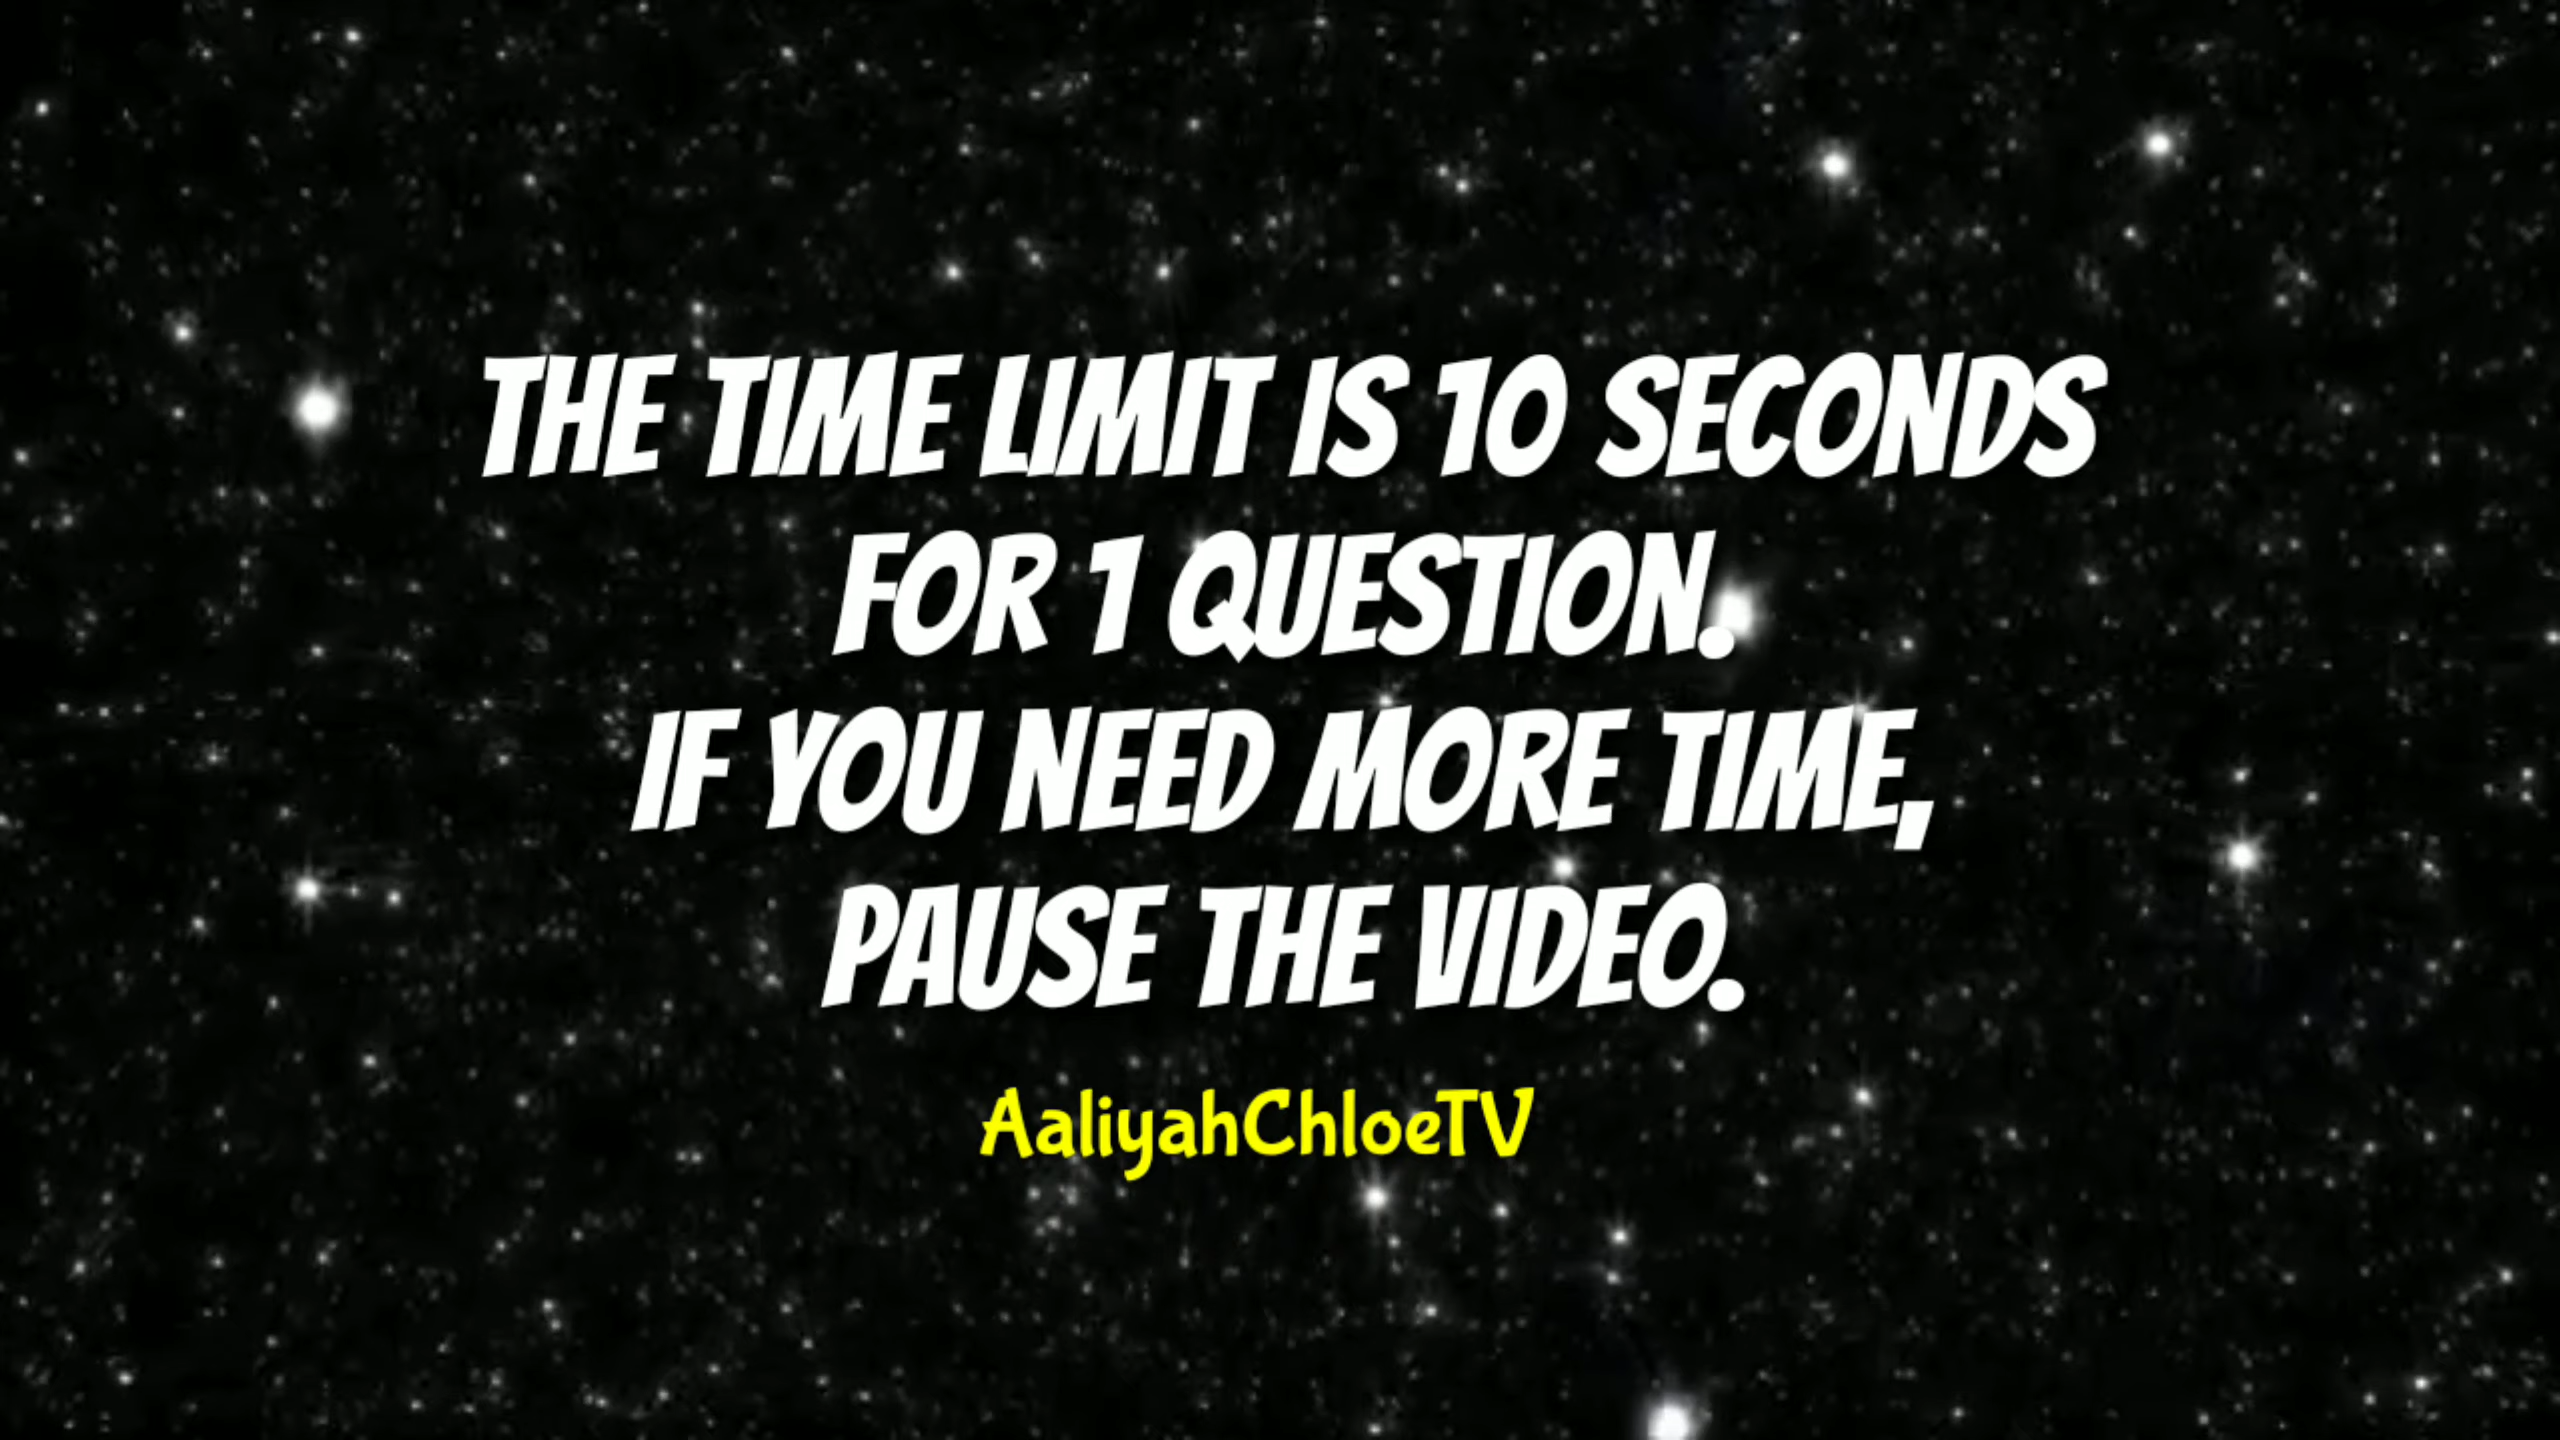 THE TIME LIMIT IS 10 SECONDS
FOR 1 QUESTION.
IF YOU NEED MORE TIME,
PAUSE THE VIDEO.
AaliyahChloeTV